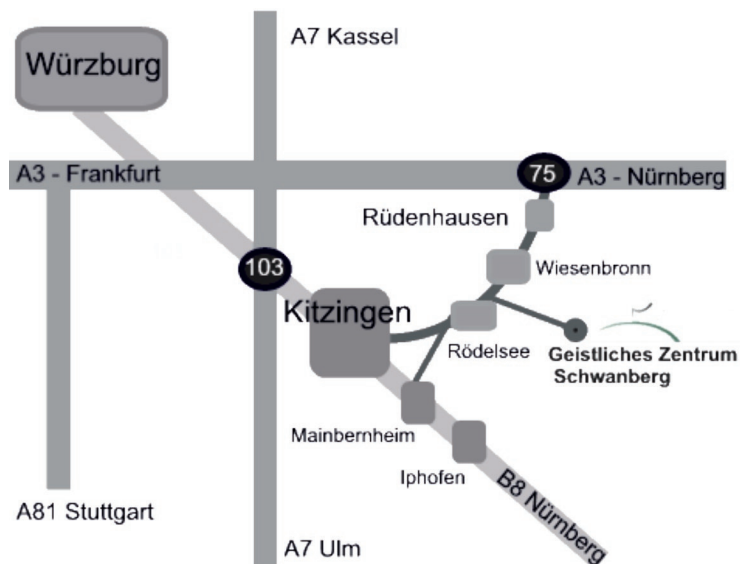 A7 Kassel
Würzburg
A3 - Frankfurt
75
A3 - Nürnberg
Rüdenhausen
103
Wiesenbronn
Kitzingen
Rödelsee
Geistliches Zentrum
Schwanberg
Mainbernheim
Iphofen
B8 Nürnberg
A81 Stuttgart
A7 Ulm